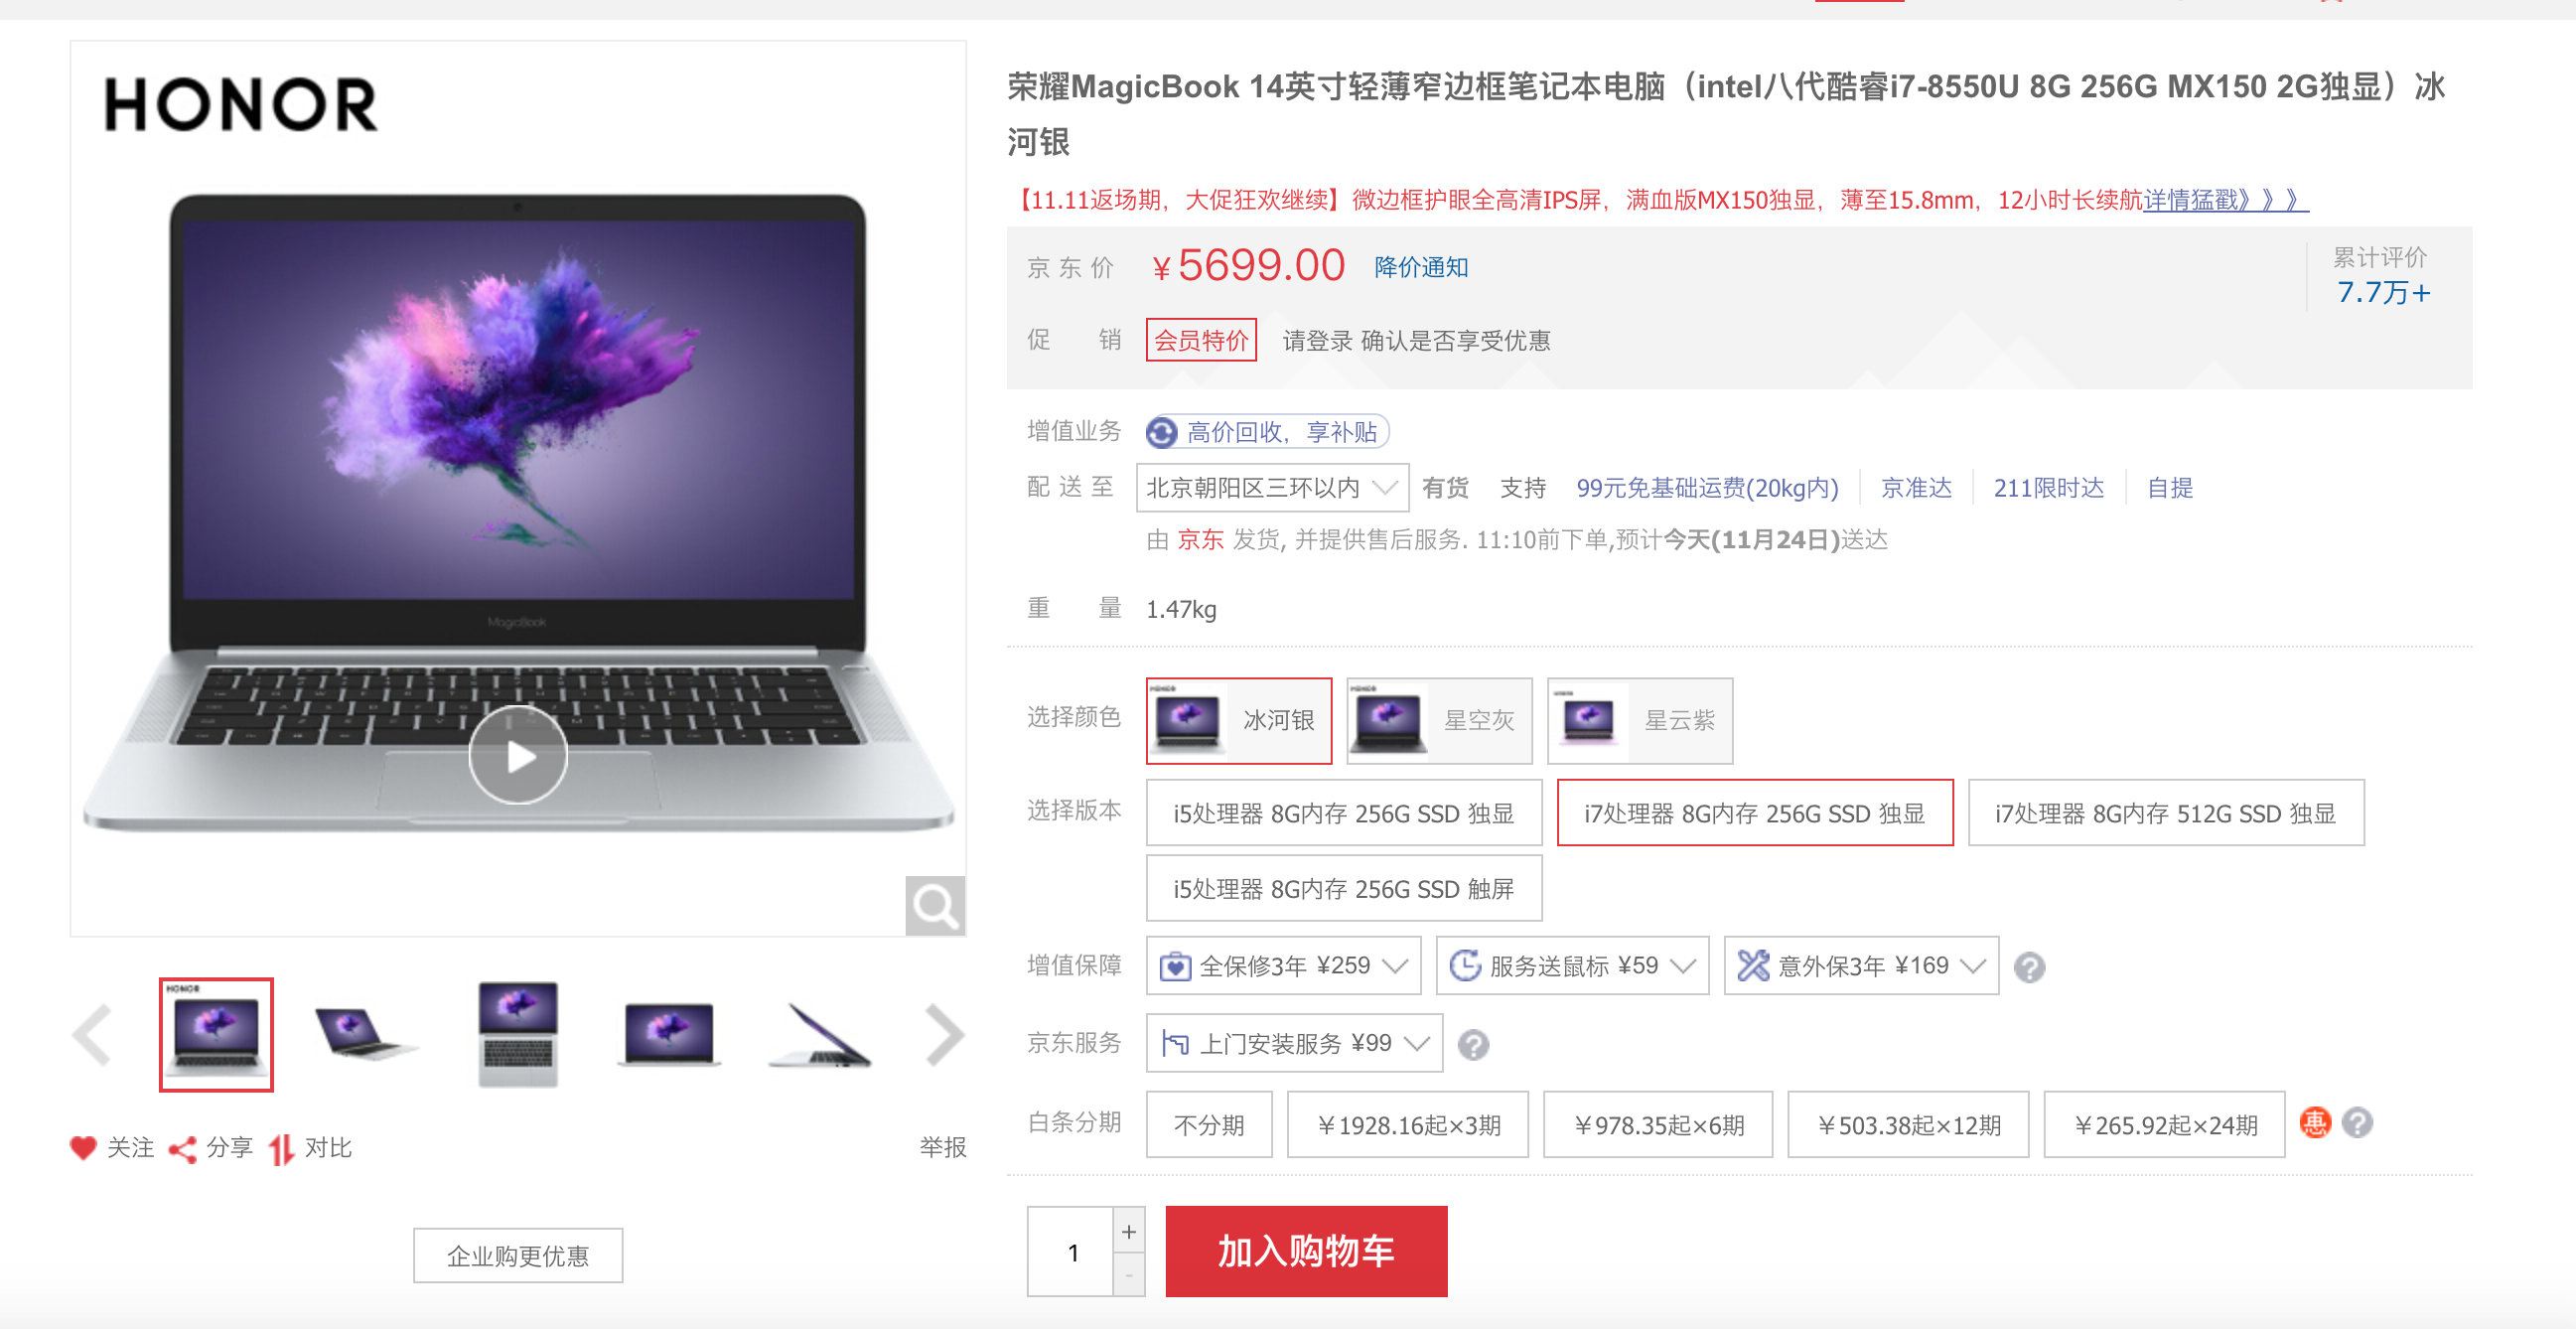 HONOR
MagicBook
关注 分享 对比
举报
企业购更优惠
荣耀MagicBook 14英寸轻薄窄边框笔记本电脑（intel八代酷睿i7-8550U 8G 256G MX150 2G独显）冰
河银
【11.11返场期，大促狂欢继续】微边框护眼全高清IPS屏，满血版MX150独显，薄至15.8mm，12小时长续航详情猛戳》》》
京东价 ￥5699.00 降价通知
累计评价
7.7万+
促销 会员特价 请登录 确认是否享受优惠
增值业务 高价回收，享补贴
配送至 北京朝阳区三环以内 有货 支持 99元免基础运费(20kg内) 京准达 211限时达 自提
由 京东 发货, 并提供售后服务. 11:10前下单,预计今天(11月24日)送达
重量 1.47kg
选择颜色 冰河银 星空灰 星云紫
选择版本 i5处理器 8G内存 256G SSD 独显 i7处理器 8G内存 256G SSD 独显 i7处理器 8G内存 512G SSD 独显
i5处理器 8G内存 256G SSD 触屏
增值保障 全保修3年 ¥259 服务送鼠标 ¥59 意外保3年 ¥169 ?
京东服务 上门安装服务 ¥99 ?
白条分期 不分期 ￥1928.16起×3期 ￥978.35起×6期 ￥503.38起×12期 ￥265.92起×24期 惠 ?
1 + - 加入购物车